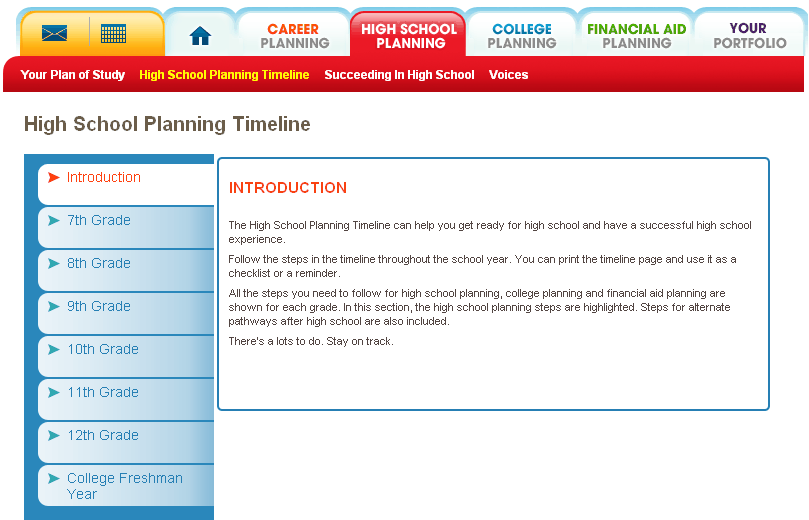 CAREER
PLANNING
HIGH SCHOOL
PLANNING
COLLEGE
PLANNING
FINANCIAL AID
PLANNING
YOUR
PORTFOLIO
Your Plan of Study
High School Planning Timeline
Succeeding In High School
Voices
High School Planning Timeline
Introduction
7th Grade
8th Grade
9th Grade
10th Grade
11th Grade
12th Grade
College Freshman
Year
INTRODUCTION
The High School Planning Timeline can help you get ready for high school and have a successful high school
experience.
Follow the steps in the timeline throughout the school year. You can print the timeline page and use it as a
checklist or a reminder.
All the steps you need to follow for high school planning, college planning and financial aid planning are
shown for each grade. In this section, the high school planning steps are highlighted. Steps for alternate
pathways after high school are also included.
There's a lots to do. Stay on track.